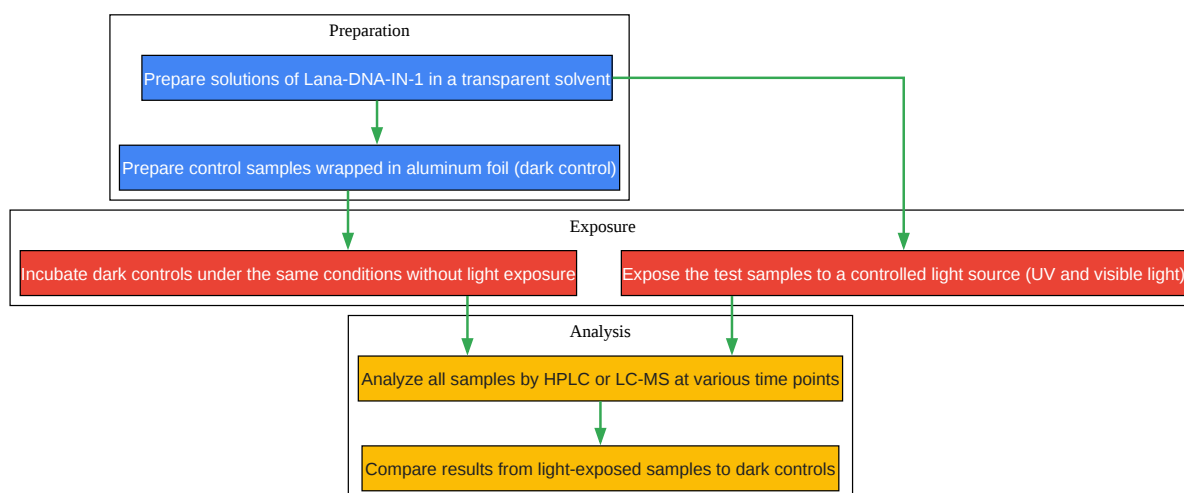 Preparation
Prepare solutions of Lana-DNA-IN-1 in a transparent solvent
Prepare control samples wrapped in aluminum foil (dark control)
Exposure
Incubate dark controls under the same conditions without light exposure
Expose the test samples to a controlled light source (UV and visible light)
Analysis
Analyze all samples by HPLC or LC-MS at various time points
Compare results from light-exposed samples to dark controls